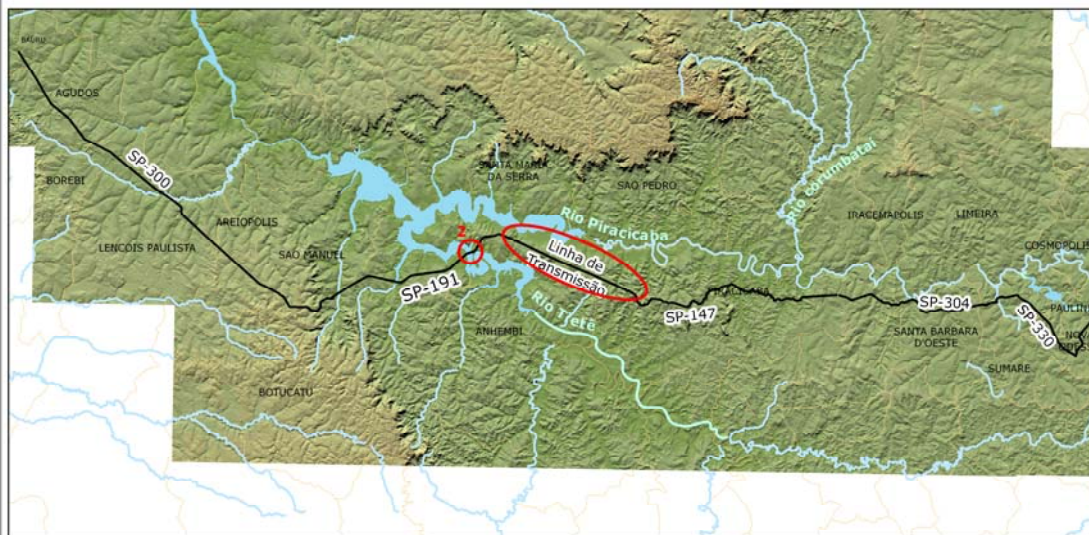 BAURU
AGUDOS
SP-300
BOREBI
AREIOPOLIS
LENCOIS PAULISTA
SAO MANUEL
SANTA MARIA
DA SERRA
SAO PEDRO
Rio Piracicaba
Rio Corumbataí
IRACEMAPOLIS
LIMEIRA
COSMOPOLIS
2
Linha de
Transmissão
SP-191
Rio Tietê
ANHEMBI
BOTUCATU
SP-147
PIRACICABA
SP-304
SANTA BARBARA
D'OESTE
SP-330
SUMARE